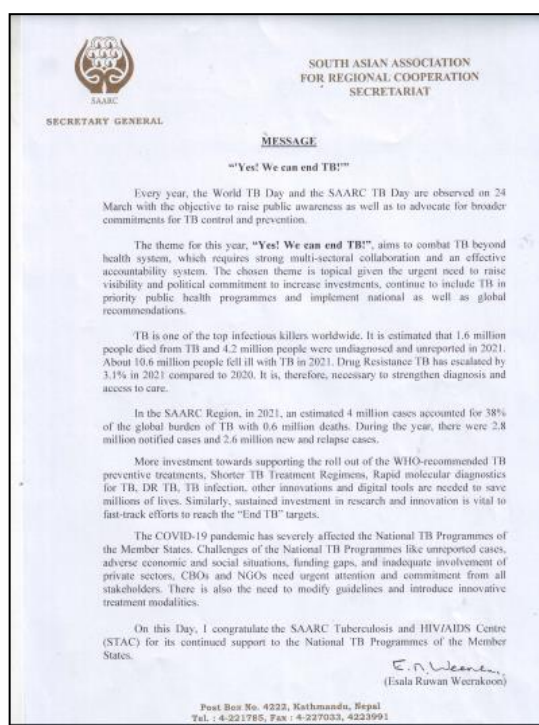 SOUTH ASIAN ASSOCIATION
FOR REGIONAL COOPERATION
SECRETARIAT
SAARC
SECRETARY GENERAL
MESSAGE
“'Yes! We can end TB!'”
Every year, the World TB Day and the SAARC TB Day are observed on 24
March with the objective to raise public awareness as well as to advocate for broader
commitments for TB control and prevention.
The theme for this year, “Yes! We can end TB!”, aims to combat TB beyond
health system, which requires strong multi-sectoral collaboration and an effective
accountability system. The chosen theme is topical given the urgent need to raise
visibility and political commitment to increase investments, continue to include TB in
priority public health programmes and implement national as well as global
recommendations.
TB is one of the top infectious killers worldwide. It is estimated that 1.6 million
people died from TB and 4.2 million people were undiagnosed and unreported in 2021.
About 10.6 million people fell ill with TB in 2021. Drug Resistance TB has escalated by
3.1% in 2021 compared to 2020. It is, therefore, necessary to strengthen diagnosis and
access to care.
In the SAARC Region, in 2021, an estimated 4 million cases accounted for 38%
of the global burden of TB with 0.6 million deaths. During the year, there were 2.8
million notified cases and 2.6 million new and relapse cases.
More investment towards supporting the roll out of the WHO-recommended TB
preventive treatments, Shorter TB Treatment Regimens, Rapid molecular diagnostics
for TB, DR TB, TB infection, other innovations and digital tools are needed to save
millions of lives. Similarly, sustained investment in research and innovation is vital to
fast-track efforts to reach the “End TB” targets.
The COVID-19 pandemic has severely affected the National TB Programmes of
the Member States. Challenges of the National TB Programmes like unreported cases,
adverse economic and social situations, funding gaps, and inadequate involvement of
private sectors, CBOs and NGOs need urgent attention and commitment from all
stakeholders. There is also the need to modify guidelines and introduce innovative
treatment modalities.
On this Day, I congratulate the SAARC Tuberculosis and HIV/AIDS Centre
(STAC) for its continued support to the National TB Programmes of the Member
States.
(Esala Ruwan Weerakoon)
Post Box No. 4222, Kathmandu, Nepal
Tel. : 4-221785, Fax : 4-227033, 4223991